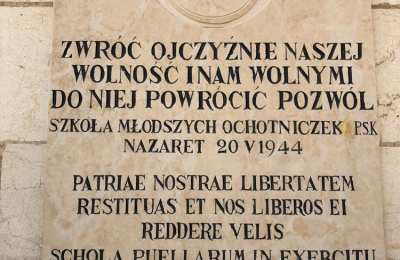 ZWRÓĆ OJCZYŹNIE NASZEJ
WOLNOŚĆ I NAM WOLNYMI
DO NIEJ POWRÓCIĆ POZWÓL
SZKOŁA MŁODSZYCH OCHOTNICZEK P.S.K
NAZARET 20 V 1944
PATRIAE NOSTRAE LIBERTATEM
RESTITUAS ET NOS LIBEROS EI
REDDERE VELIS
SCHOLA PUELLARUM IN EXERCITU